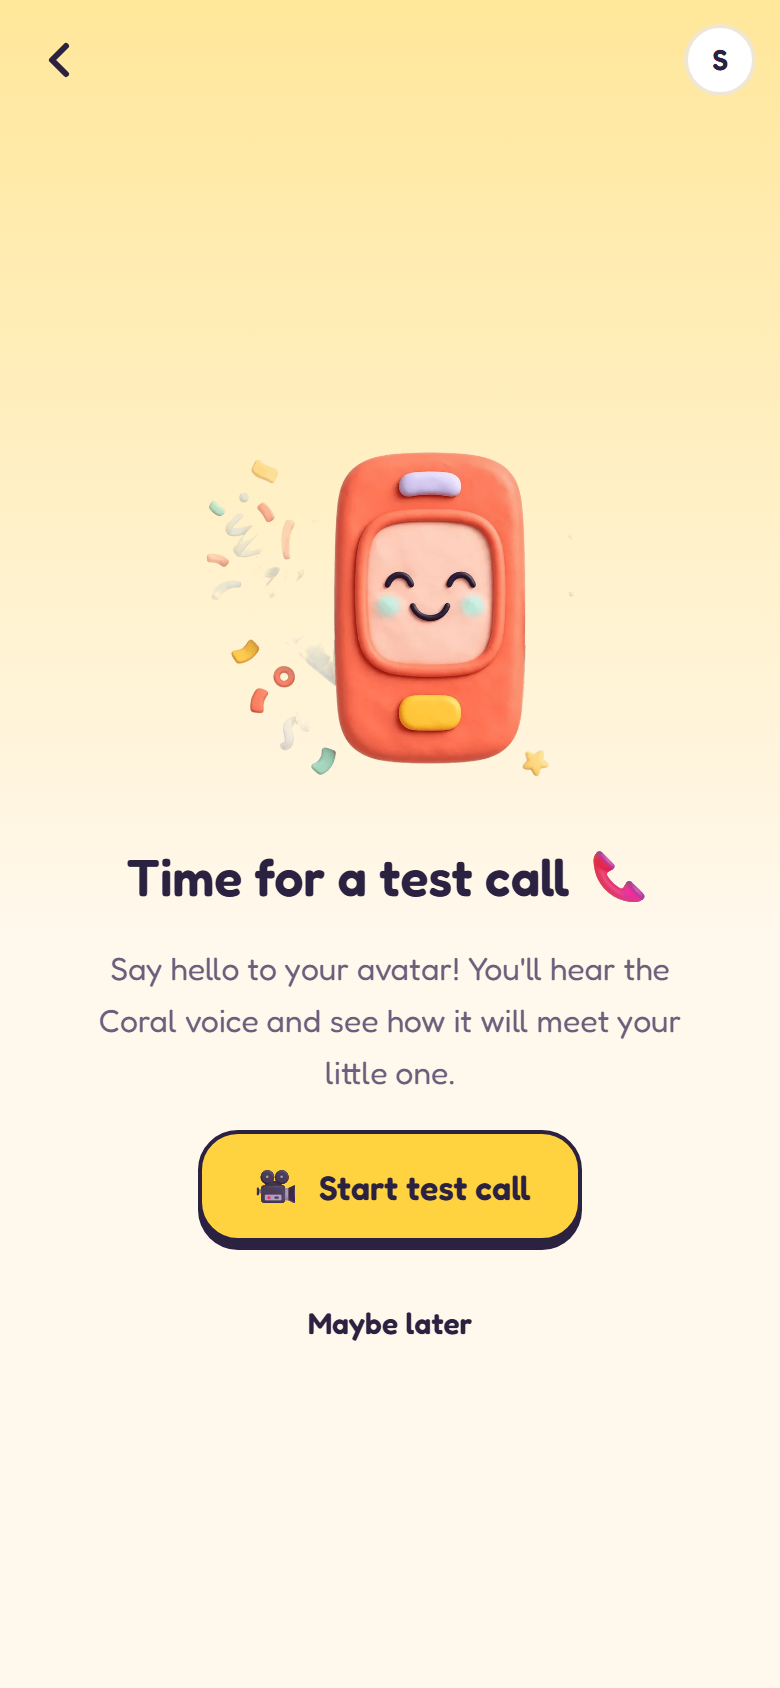 S
Time for a test call 📞
Say hello to your avatar! You'll hear the
Coral voice and see how it will meet your
little one.
🎥 Start test call
Maybe later